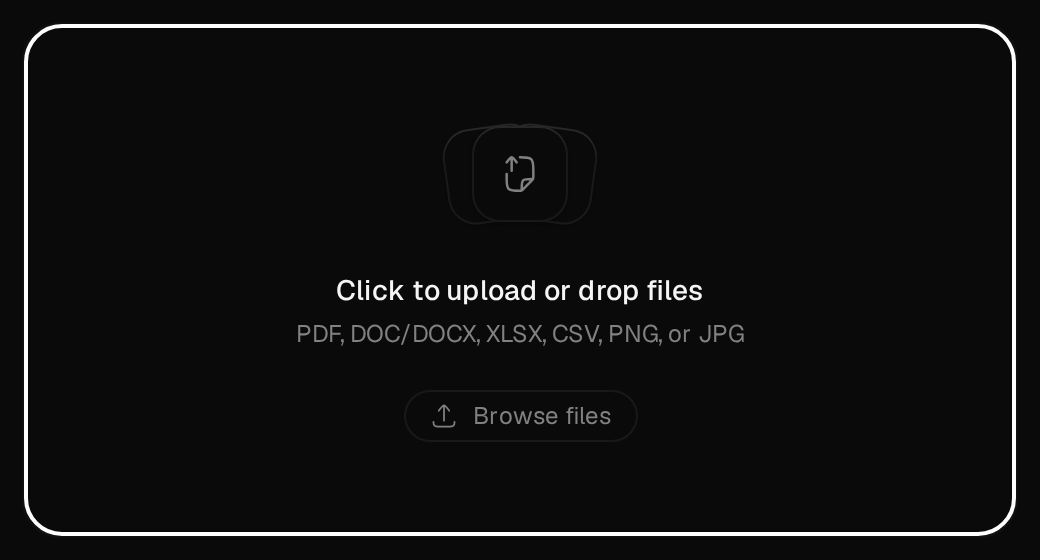 Click to upload or drop files
PDF, DOC/DOCX, XLSX, CSV, PNG, or JPG
Browse files